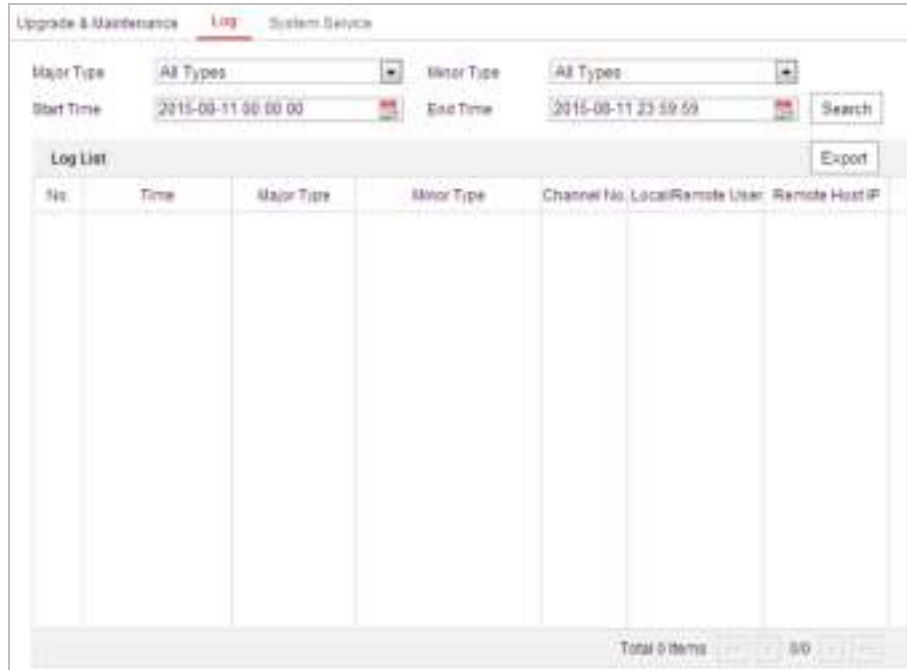 Upgrade & Maintenance Log System Service
Major Type All Types Minor Type All Types
Start Time 2015-08-11 00:00:00 End Time 2015-08-11 23:59:59 Search
Log List Export
No. Time Major Type Minor Type Channel No. Local/Remote User Remote Host IP
Total 0 Items 0/0